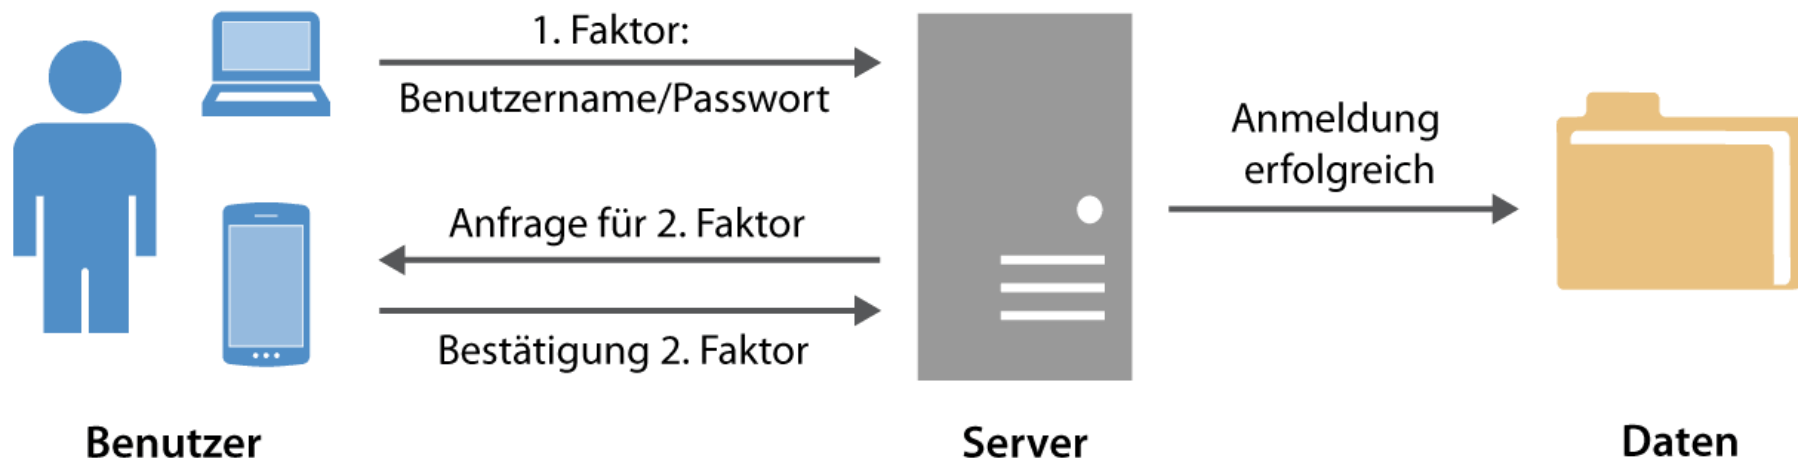 1. Faktor:
Benutzername/Passwort
Anfrage für 2. Faktor
Bestätigung 2. Faktor
Anmeldung
erfolgreich
Benutzer
Server
Daten